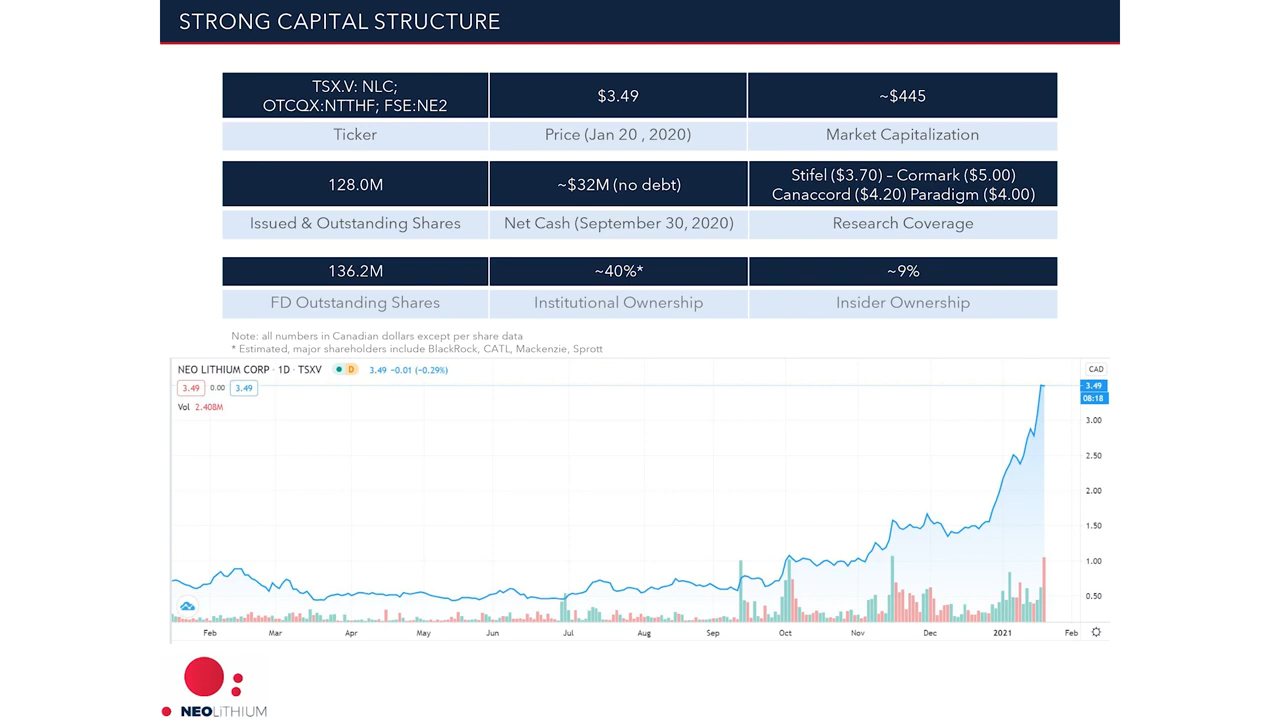 STRONG CAPITAL STRUCTURE
TSX.V: NLC;
OTCQX:NTTHF; FSE:NE2
$3.49
~$445
Ticker
Price (Jan 20 , 2020)
Market Capitalization
128.0M
~$32M (no debt)
Stifel ($3.70) – Cormark ($5.00)
Canaccord ($4.20) Paradigm ($4.00)
Issued & Outstanding Shares
Net Cash (September 30, 2020)
Research Coverage
136.2M
~40%*
~9%
FD Outstanding Shares
Institutional Ownership
Insider Ownership
Note: all numbers in Canadian dollars except per share data
* Estimated, major shareholders include BlackRock, CATL, Mackenzie, Sprott
NEO LITHIUM CORP · 1D · TSXV D 3.49 −0.01 (−0.29%)
CAD
3.49 0.00 3.49
3.49
08:18
Vol 2.408M
3.00
2.50
2.00
1.50
1.00
0.50
Feb Mar Apr May Jun Jul Aug Sep Oct Nov Dec 2021 Feb
NEOLiTHIUM